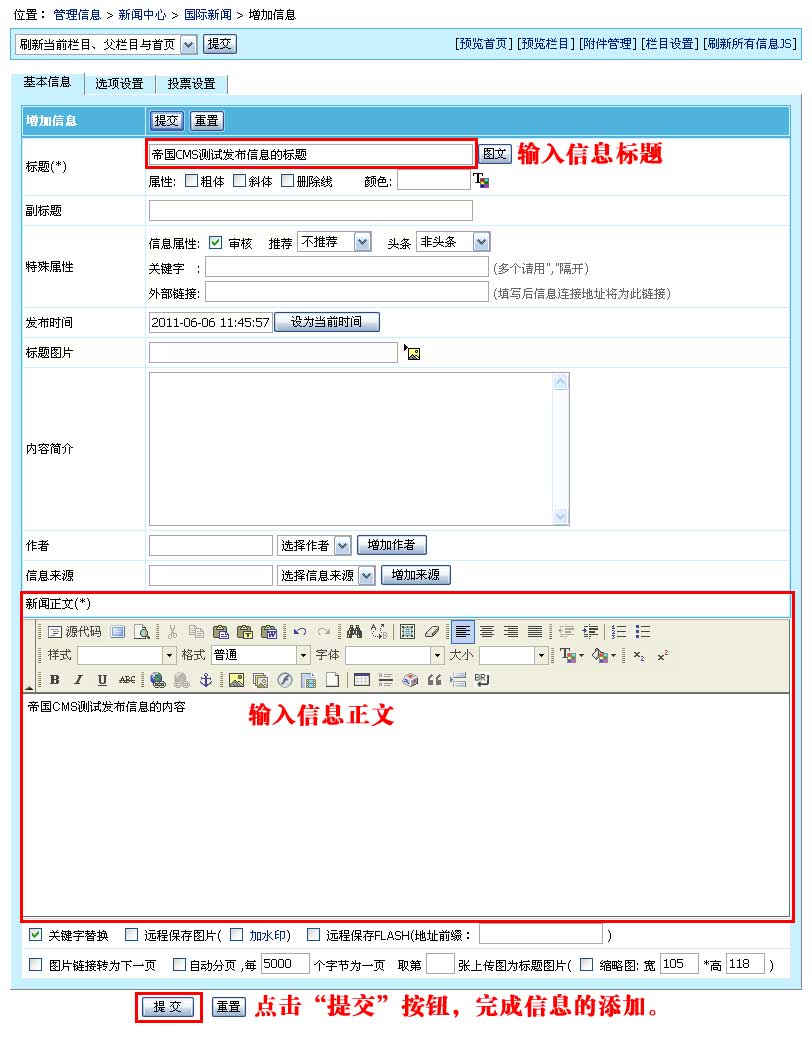 位置： 管理信息 > 新闻中心 > 国际新闻 > 增加信息
刷新当前栏目、父栏目与首页 提交 [预览首页] [预览栏目] [附件管理] [栏目设置] [刷新所有信息JS]
基本信息 选项设置 投票设置
增加信息 提交 重置
标题(*) 帝国CMS测试发布信息的标题 图文 输入信息标题
属性: 粗体 斜体 删除线 颜色:
副标题
特殊属性 信息属性: 审核 推荐 不推荐 头条 非头条
关键字 : (多个请用","隔开)
外部链接: (填写后信息连接地址将为此链接)
发布时间 2011-06-06 11:45:57 设为当前时间
标题图片
内容简介
作者 选择作者 增加作者
信息来源 选择信息来源 增加来源
新闻正文(*)
源代码
样式 格式 普通 字体 大小
B I U ABC BR
帝国CMS测试发布信息的内容 输入信息正文
关键字替换 远程保存图片( 加水印) 远程保存FLASH(地址前缀： )
图片链接转为下一页 自动分页 ,每 5000 个字节为一页 取第 张上传图为标题图片( 缩略图: 宽 105 *高 118 )
提交 重置 点击“提交”按钮，完成信息的添加。